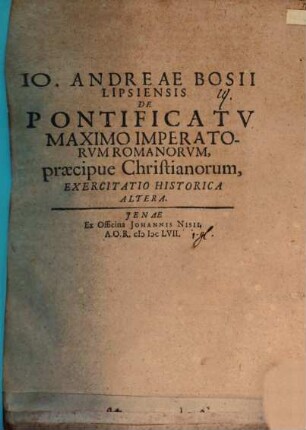 IO. ANDREAE BOSII
LIPSIENSIS
DE
PONTIFICATV
MAXIMO IMPERATO-
RVM ROMANORVM,
præcipue Christianorum,
EXERCITATIO HISTORICA
ALTERA.
JENAE
Ex Officina JOHANNIS NISII,
A.O.R. cIɔ Iɔc LVII.